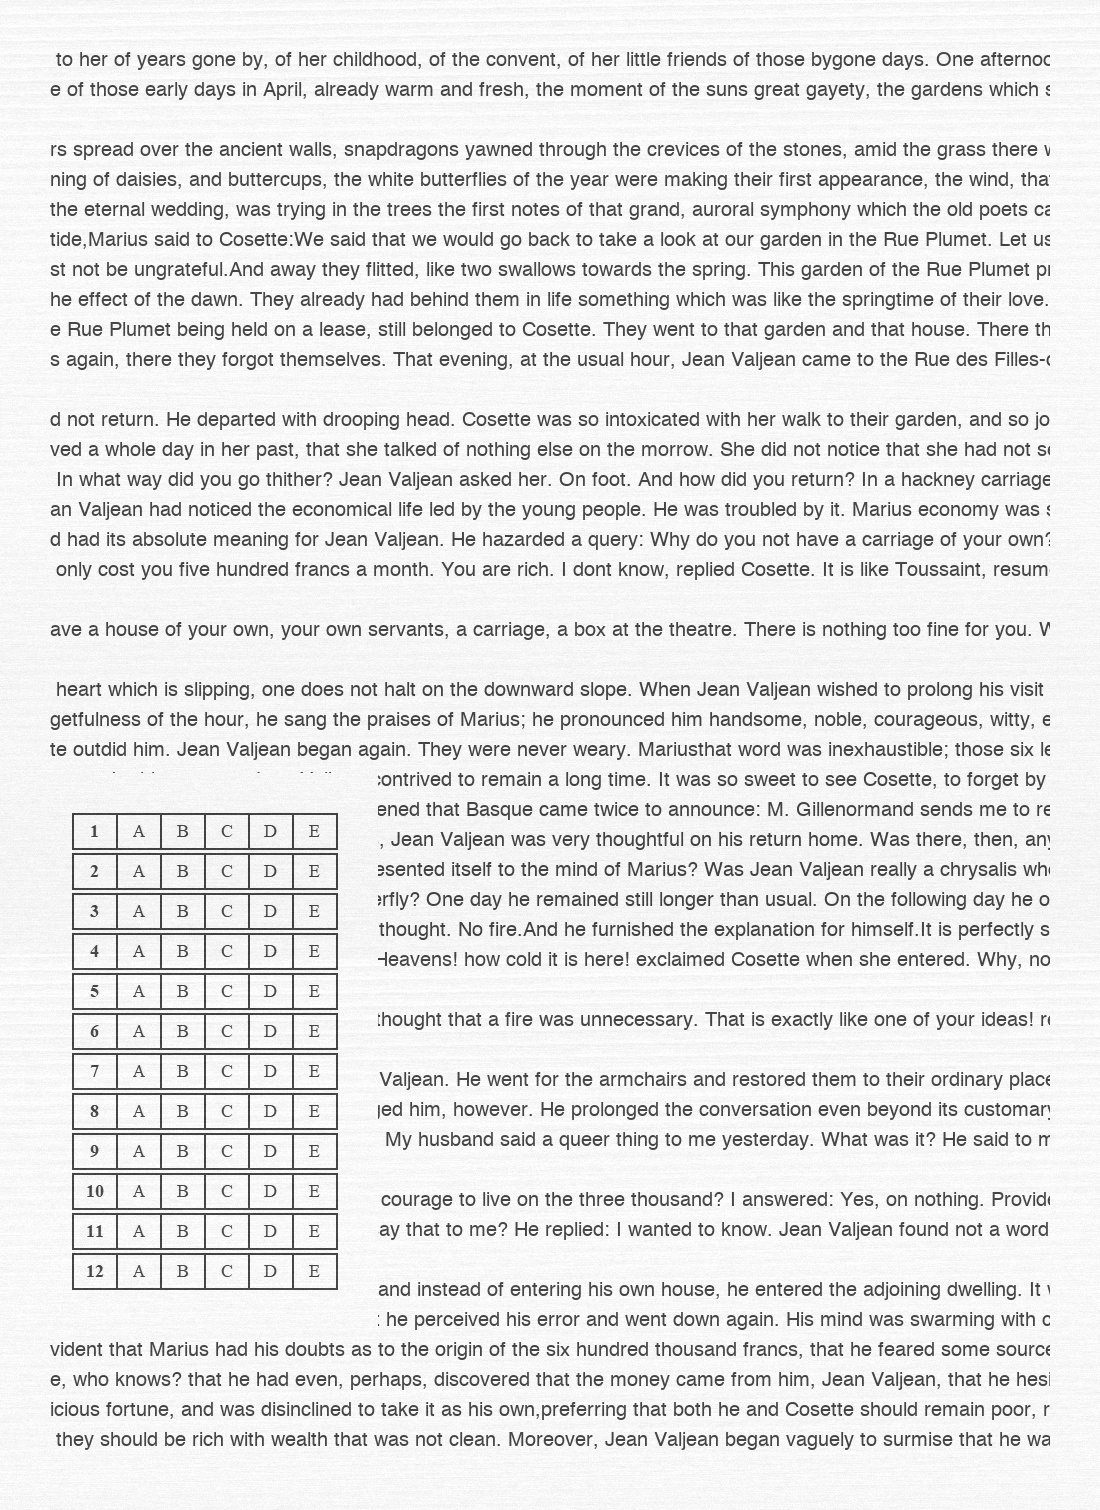 to her of years gone by, of her childhood, of the convent, of her little friends of those bygone days. One
e of those early days in April, already warm and fresh, the moment of the suns great gayety, the gardens which
rs spread over the ancient walls, snapdragons yawned through the crevices of the stones, amid the grass there
ning of daisies, and buttercups, the white butterflies of the year were making their first appearance, the wind,
the eternal wedding, was trying in the trees the first notes of that grand, auroral symphony which the old poets
tide,Marius said to Cosette:We said that we would go back to take a look at our garden in the Rue Plumet. Let us
st not be ungrateful.And away they flitted, like two swallows towards the spring. This garden of the Rue Plumet
he effect of the dawn. They already had behind them in life something which was like the springtime of their love.
e Rue Plumet being held on a lease, still belonged to Cosette. They went to that garden and that house. There
s again, there they forgot themselves. That evening, at the usual hour, Jean Valjean came to the Rue des
d not return. He departed with drooping head. Cosette was so intoxicated with her walk to their garden, and so jo
ved a whole day in her past, that she talked of nothing else on the morrow. She did not notice that she had not
In what way did you go thither? Jean Valjean asked her. On foot. And how did you return? In a hackney carriage
an Valjean had noticed the economical life led by the young people. He was troubled by it. Marius economy was
d had its absolute meaning for Jean Valjean. He hazarded a query: Why do you not have a carriage of your own?
only cost you five hundred francs a month. You are rich. I dont know, replied Cosette. It is like Toussaint, resum
ave a house of your own, your own servants, a carriage, a box at the theatre. There is nothing too fine for you.
heart which is slipping, one does not halt on the downward slope. When Jean Valjean wished to prolong his visit
getfulness of the hour, he sang the praises of Marius; he pronounced him handsome, noble, courageous, witty, e
te outdid him. Jean Valjean began again. They were never weary. Mariusthat word was inexhaustible; those six
contrived to remain a long time. It was so sweet to see Cosette, to forget by
ened that Basque came twice to announce: M. Gillenormand sends me to re
, Jean Valjean was very thoughtful on his return home. Was there, then, any
esented itself to the mind of Marius? Was Jean Valjean really a chrysalis
erfly? One day he remained still longer than usual. On the following day he o
thought. No fire.And he furnished the explanation for himself.It is perfectly s
Heavens! how cold it is here! exclaimed Cosette when she entered. Why, no
thought that a fire was unnecessary. That is exactly like one of your ideas!
Valjean. He went for the armchairs and restored them to their ordinary place
ged him, however. He prolonged the conversation even beyond its customary
My husband said a queer thing to me yesterday. What was it? He said to m
courage to live on the three thousand? I answered: Yes, on nothing. Provide
ay that to me? He replied: I wanted to know. Jean Valjean found not a word
and instead of entering his own house, he entered the adjoining dwelling. It
he perceived his error and went down again. His mind was swarming with
vident that Marius had his doubts as to the origin of the six hundred thousand francs, that he feared some source
e, who knows? that he had even, perhaps, discovered that the money came from him, Jean Valjean, that he hesi
icious fortune, and was disinclined to take it as his own,preferring that both he and Cosette should remain poor,
they should be rich with wealth that was not clean. Moreover, Jean Valjean began vaguely to surmise that he wa
1 A B C D E
2 A B C D E
3 A B C D E
4 A B C D E
5 A B C D E
6 A B C D E
7 A B C D E
8 A B C D E
9 A B C D E
10 A B C D E
11 A B C D E
12 A B C D E